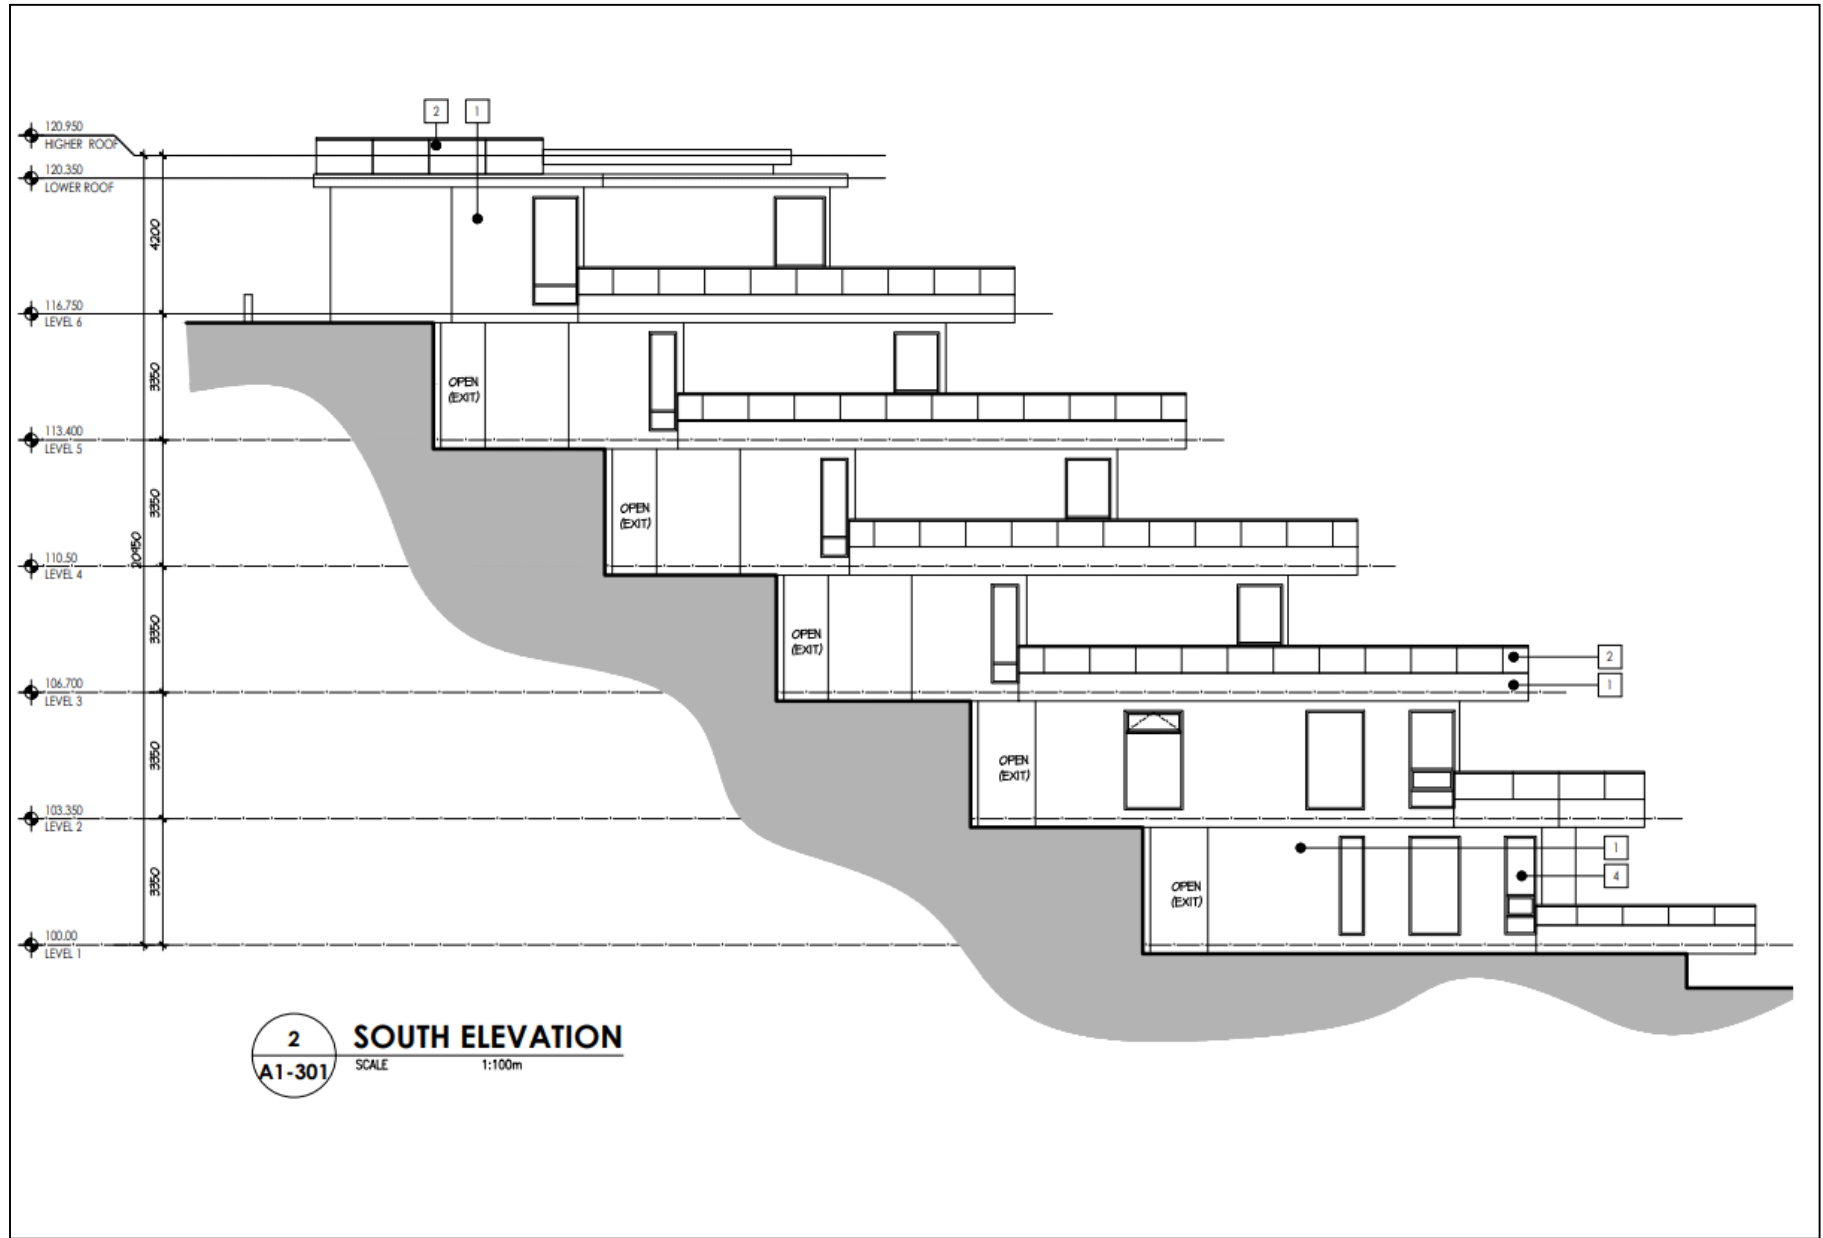 2 1
120.950
HIGHER ROOF
120.350
LOWER ROOF
4200
116.750
LEVEL 6
3350
OPEN
(EXIT)
113.400
LEVEL 5
3350
OPEN
(EXIT)
20950
110.50
LEVEL 4
3350
OPEN
(EXIT)
2
1
106.700
LEVEL 3
3350
OPEN
(EXIT)
103.350
LEVEL 2
1
4
3350
OPEN
(EXIT)
100.00
LEVEL 1
2
A1-301
SOUTH ELEVATION
SCALE 1:100m